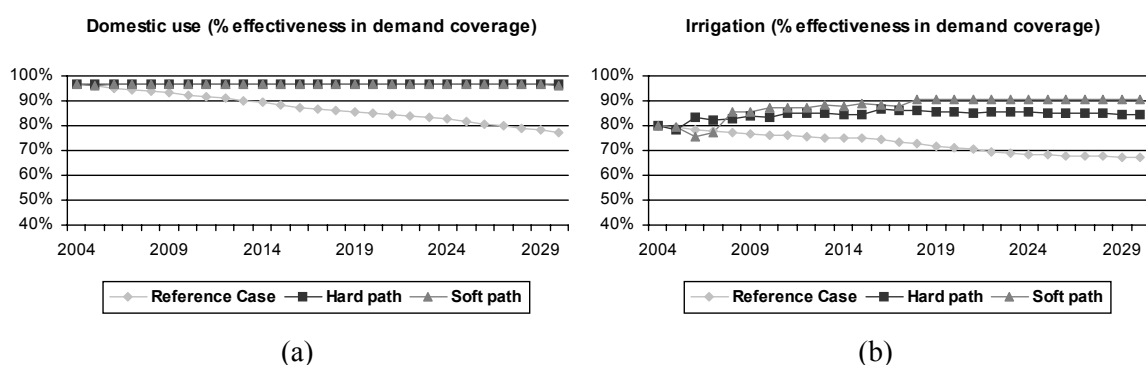 Domestic use (% effectiveness in demand coverage)
100%
90%
80%
70%
60%
50%
40%
2004 2009 2014 2019 2024 2029
Reference Case Hard path Soft path
(a)
Irrigation (% effectiveness in demand coverage)
100%
90%
80%
70%
60%
50%
40%
2004 2009 2014 2019 2024 2029
Reference Case Hard path Soft path
(b)